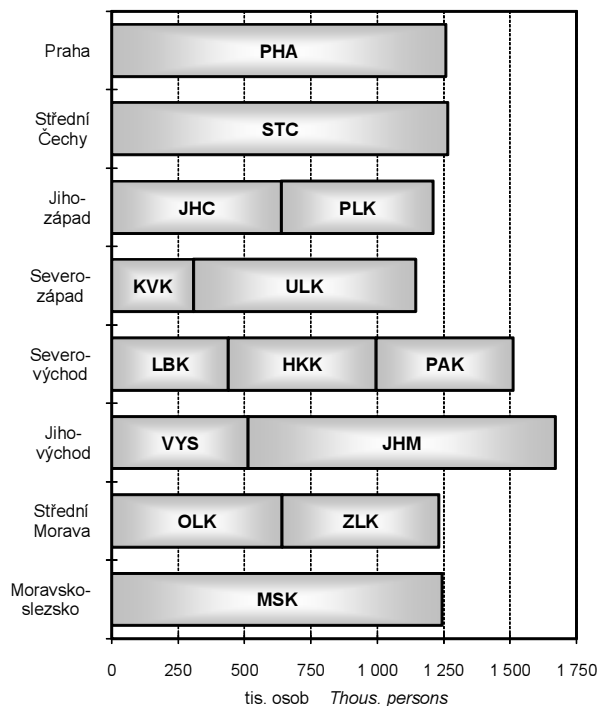 Praha
PHA
Střední
Čechy
STC
Jiho-
západ
JHC PLK
Severo-
západ
KVK ULK
Severo-
východ
LBK HKK PAK
Jiho-
východ
VYS JHM
Střední
Morava
OLK ZLK
Moravsko-
slezsko
MSK
0 250 500 750 1 000 1 250 1 500 1 750
tis. osob Thous. persons